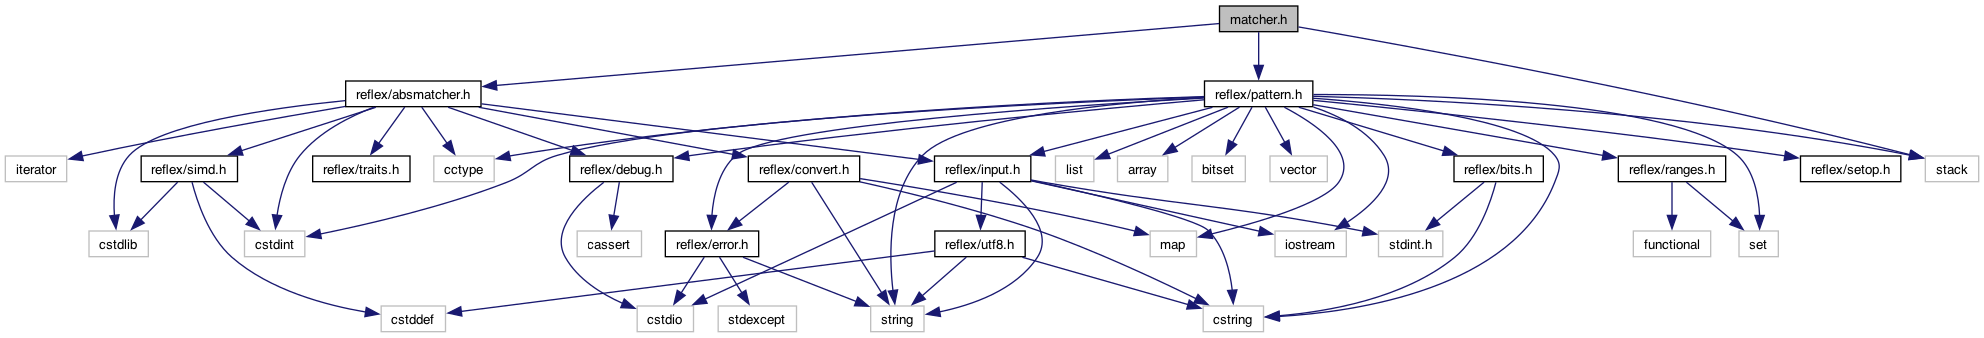 matcher.h
reflex/absmatcher.h
reflex/pattern.h
iterator
reflex/simd.h
reflex/traits.h
cctype
reflex/debug.h
reflex/convert.h
reflex/input.h
list
array
bitset
vector
reflex/bits.h
reflex/ranges.h
reflex/setop.h
stack
cstdlib
cstdint
cassert
reflex/error.h
reflex/utf8.h
map
iostream
stdint.h
functional
set
cstddef
cstdio
stdexcept
string
cstring